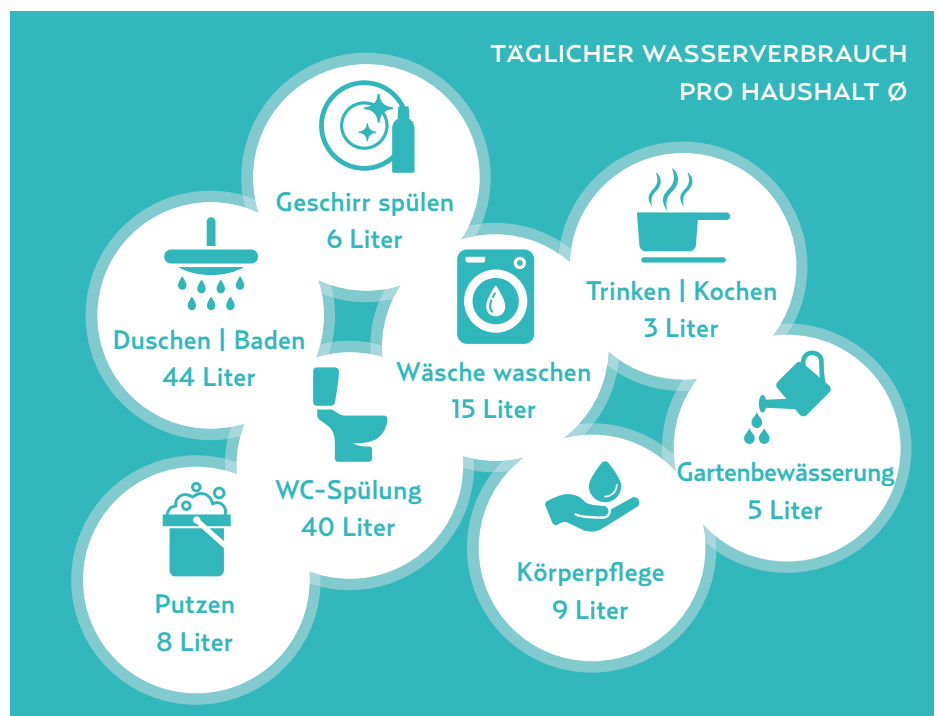 TÄGLICHER WASSERVERBRAUCH
PRO HAUSHALT Ø
Geschirr spülen
6 Liter
Trinken | Kochen
3 Liter
Duschen | Baden
44 Liter
Wäsche waschen
15 Liter
Gartenbewässerung
5 Liter
WC-Spülung
40 Liter
Körperpflege
9 Liter
Putzen
8 Liter